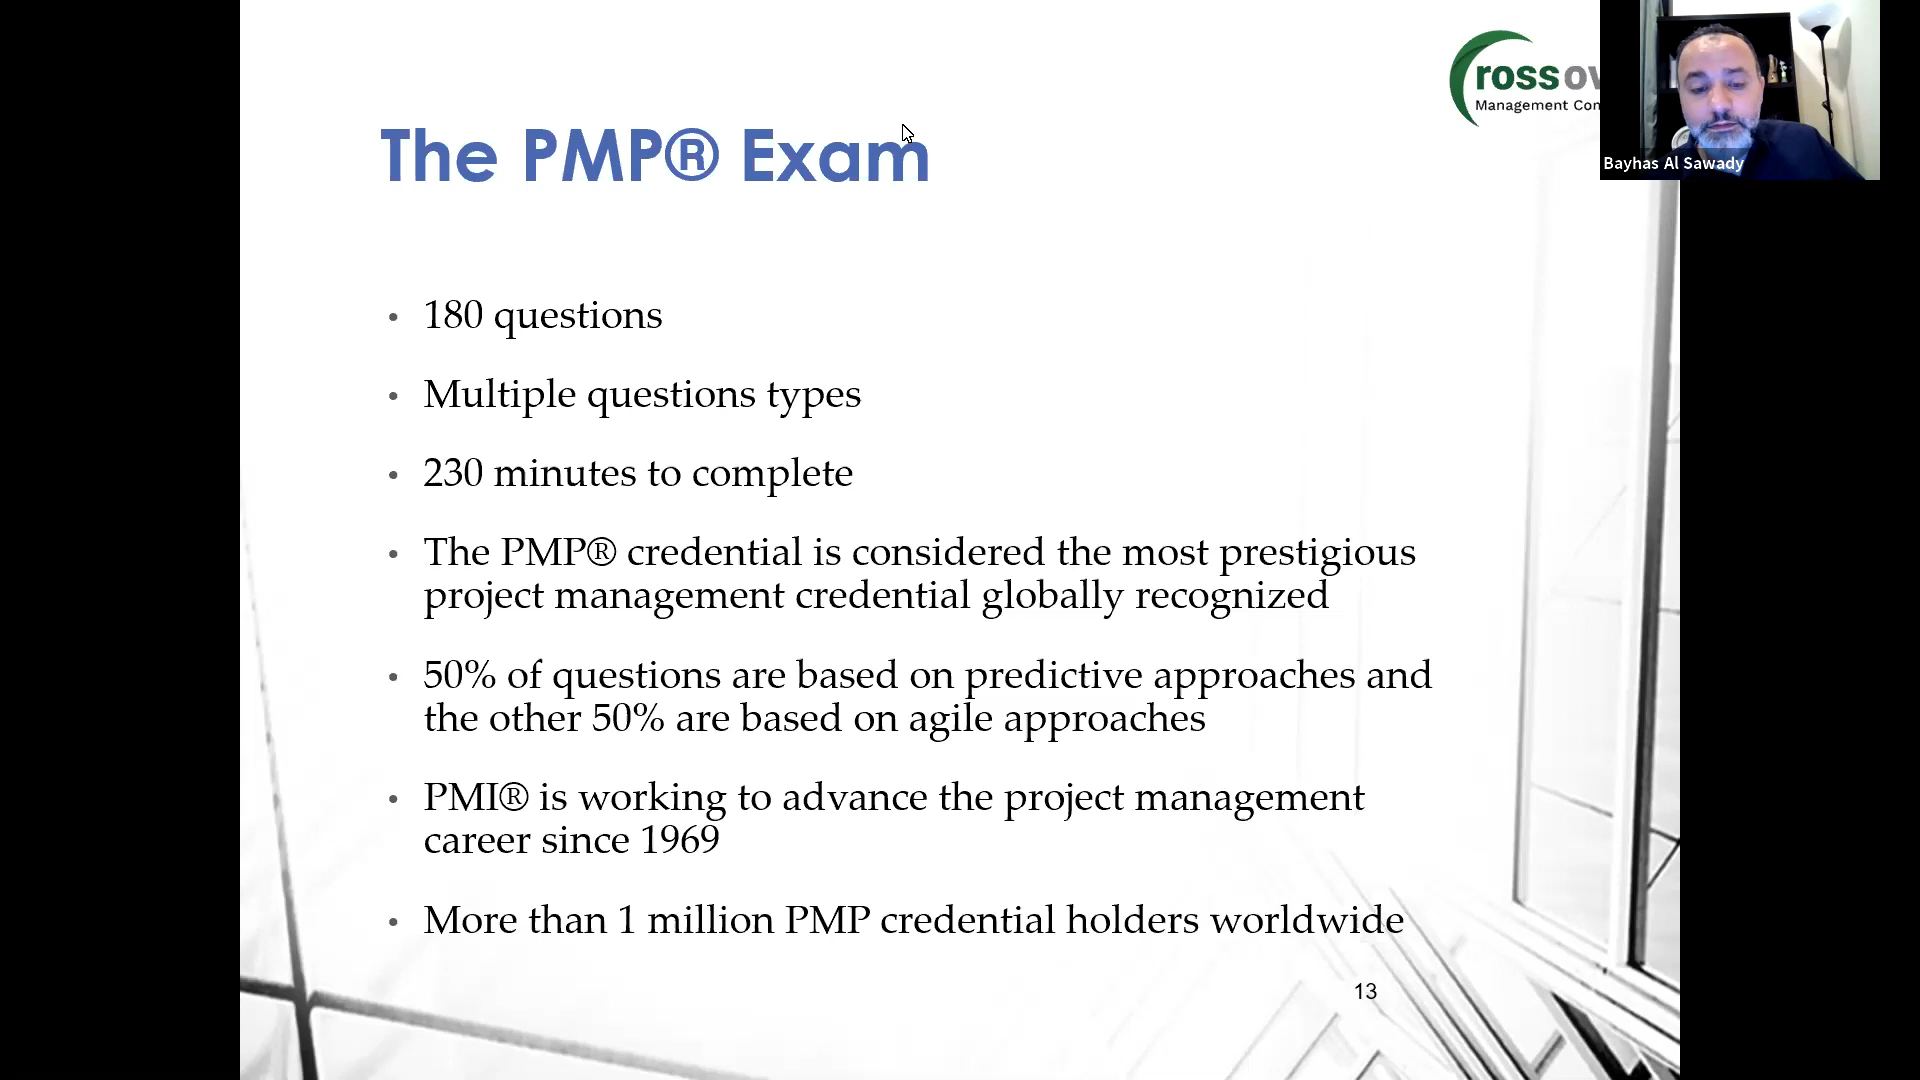 rossov
Management Con
Bayhas Al Sawady
The PMP® Exam
• 180 questions
• Multiple questions types
• 230 minutes to complete
• The PMP® credential is considered the most prestigious
project management credential globally recognized
• 50% of questions are based on predictive approaches and
the other 50% are based on agile approaches
• PMI® is working to advance the project management
career since 1969
• More than 1 million PMP credential holders worldwide
13